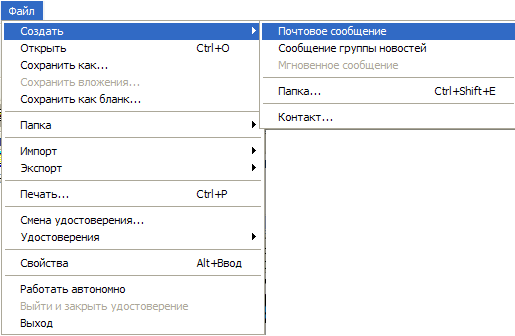 Файл
Создать
Почтовое сообщение
Открыть Ctrl+O
Сообщение группы новостей
Сохранить как...
Мгновенное сообщение
Сохранить вложения...
Папка... Ctrl+Shift+E
Сохранить как бланк...
Контакт...
Папка
Импорт
Экспорт
Печать... Ctrl+P
Смена удостоверения...
Удостоверения
Свойства Alt+Ввод
Работать автономно
Выйти и закрыть удостоверение
Выход